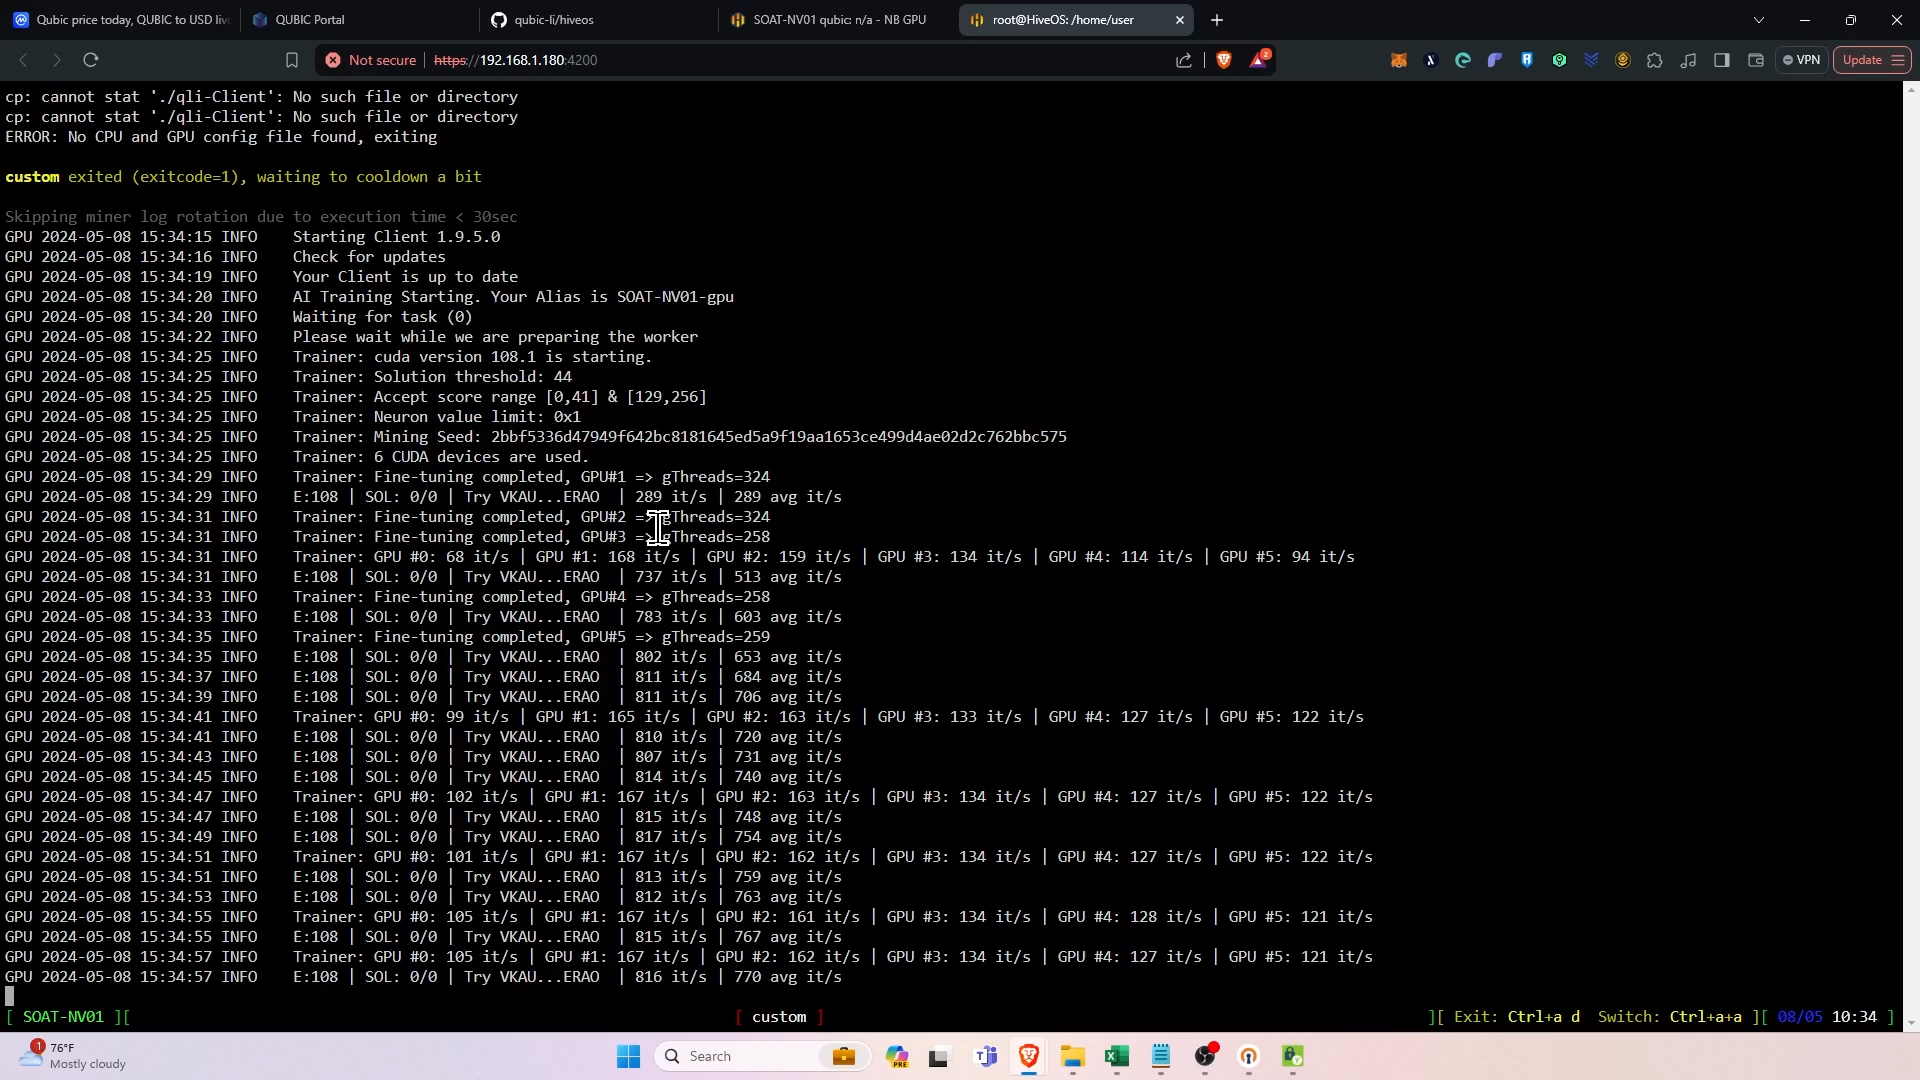 Qubic price today, QUBIC to USD live
QUBIC Portal
qubic-li/hiveos
SOAT-NV01 qubic: n/a - NB GPU
root@HiveOS: /home/user
Not secure https://192.168.1.180:4200
2
VPN
Update
cp: cannot stat './qli-Client': No such file or directory
cp: cannot stat './qli-Client': No such file or directory
ERROR: No CPU and GPU config file found, exiting
custom exited (exitcode=1), waiting to cooldown a bit
Skipping miner log rotation due to execution time < 30sec
GPU 2024-05-08 15:34:15 INFO Starting Client 1.9.5.0
GPU 2024-05-08 15:34:16 INFO Check for updates
GPU 2024-05-08 15:34:19 INFO Your Client is up to date
GPU 2024-05-08 15:34:20 INFO AI Training Starting. Your Alias is SOAT-NV01-gpu
GPU 2024-05-08 15:34:20 INFO Waiting for task (0)
GPU 2024-05-08 15:34:22 INFO Please wait while we are preparing the worker
GPU 2024-05-08 15:34:25 INFO Trainer: cuda version 108.1 is starting.
GPU 2024-05-08 15:34:25 INFO Trainer: Solution threshold: 44
GPU 2024-05-08 15:34:25 INFO Trainer: Accept score range [0,41] & [129,256]
GPU 2024-05-08 15:34:25 INFO Trainer: Neuron value limit: 0x1
GPU 2024-05-08 15:34:25 INFO Trainer: Mining Seed: 2bbf5336d47949f642bc8181645ed5a9f19aa1653ce499d4ae02d2c762bbc575
GPU 2024-05-08 15:34:25 INFO Trainer: 6 CUDA devices are used.
GPU 2024-05-08 15:34:29 INFO Trainer: Fine-tuning completed, GPU#1 => gThreads=324
GPU 2024-05-08 15:34:29 INFO E:108 | SOL: 0/0 | Try VKAU...ERAO | 289 it/s | 289 avg it/s
GPU 2024-05-08 15:34:31 INFO Trainer: Fine-tuning completed, GPU#2 => gThreads=324
GPU 2024-05-08 15:34:31 INFO Trainer: Fine-tuning completed, GPU#3 => gThreads=258
GPU 2024-05-08 15:34:31 INFO Trainer: GPU #0: 68 it/s | GPU #1: 168 it/s | GPU #2: 159 it/s | GPU #3: 134 it/s | GPU #4: 114 it/s | GPU #5: 94 it/s
GPU 2024-05-08 15:34:31 INFO E:108 | SOL: 0/0 | Try VKAU...ERAO | 737 it/s | 513 avg it/s
GPU 2024-05-08 15:34:33 INFO Trainer: Fine-tuning completed, GPU#4 => gThreads=258
GPU 2024-05-08 15:34:33 INFO E:108 | SOL: 0/0 | Try VKAU...ERAO | 783 it/s | 603 avg it/s
GPU 2024-05-08 15:34:35 INFO Trainer: Fine-tuning completed, GPU#5 => gThreads=259
GPU 2024-05-08 15:34:35 INFO E:108 | SOL: 0/0 | Try VKAU...ERAO | 802 it/s | 653 avg it/s
GPU 2024-05-08 15:34:37 INFO E:108 | SOL: 0/0 | Try VKAU...ERAO | 811 it/s | 684 avg it/s
GPU 2024-05-08 15:34:39 INFO E:108 | SOL: 0/0 | Try VKAU...ERAO | 811 it/s | 706 avg it/s
GPU 2024-05-08 15:34:41 INFO Trainer: GPU #0: 99 it/s | GPU #1: 165 it/s | GPU #2: 163 it/s | GPU #3: 133 it/s | GPU #4: 127 it/s | GPU #5: 122 it/s
GPU 2024-05-08 15:34:41 INFO E:108 | SOL: 0/0 | Try VKAU...ERAO | 810 it/s | 720 avg it/s
GPU 2024-05-08 15:34:43 INFO E:108 | SOL: 0/0 | Try VKAU...ERAO | 807 it/s | 731 avg it/s
GPU 2024-05-08 15:34:45 INFO E:108 | SOL: 0/0 | Try VKAU...ERAO | 814 it/s | 740 avg it/s
GPU 2024-05-08 15:34:47 INFO Trainer: GPU #0: 102 it/s | GPU #1: 167 it/s | GPU #2: 163 it/s | GPU #3: 134 it/s | GPU #4: 127 it/s | GPU #5: 122 it/s
GPU 2024-05-08 15:34:47 INFO E:108 | SOL: 0/0 | Try VKAU...ERAO | 815 it/s | 748 avg it/s
GPU 2024-05-08 15:34:49 INFO E:108 | SOL: 0/0 | Try VKAU...ERAO | 817 it/s | 754 avg it/s
GPU 2024-05-08 15:34:51 INFO Trainer: GPU #0: 101 it/s | GPU #1: 167 it/s | GPU #2: 162 it/s | GPU #3: 134 it/s | GPU #4: 127 it/s | GPU #5: 122 it/s
GPU 2024-05-08 15:34:51 INFO E:108 | SOL: 0/0 | Try VKAU...ERAO | 813 it/s | 759 avg it/s
GPU 2024-05-08 15:34:53 INFO E:108 | SOL: 0/0 | Try VKAU...ERAO | 812 it/s | 763 avg it/s
GPU 2024-05-08 15:34:55 INFO Trainer: GPU #0: 105 it/s | GPU #1: 167 it/s | GPU #2: 161 it/s | GPU #3: 134 it/s | GPU #4: 128 it/s | GPU #5: 121 it/s
GPU 2024-05-08 15:34:55 INFO E:108 | SOL: 0/0 | Try VKAU...ERAO | 815 it/s | 767 avg it/s
GPU 2024-05-08 15:34:57 INFO Trainer: GPU #0: 105 it/s | GPU #1: 167 it/s | GPU #2: 162 it/s | GPU #3: 134 it/s | GPU #4: 127 it/s | GPU #5: 121 it/s
GPU 2024-05-08 15:34:57 INFO E:108 | SOL: 0/0 | Try VKAU...ERAO | 816 it/s | 770 avg it/s
[ SOAT-NV01 ][ [ custom ] ][ Exit: Ctrl+a d Switch: Ctrl+a+a ][ 08/05 10:34 ]
1
76°F
Mostly cloudy
Search
PRE